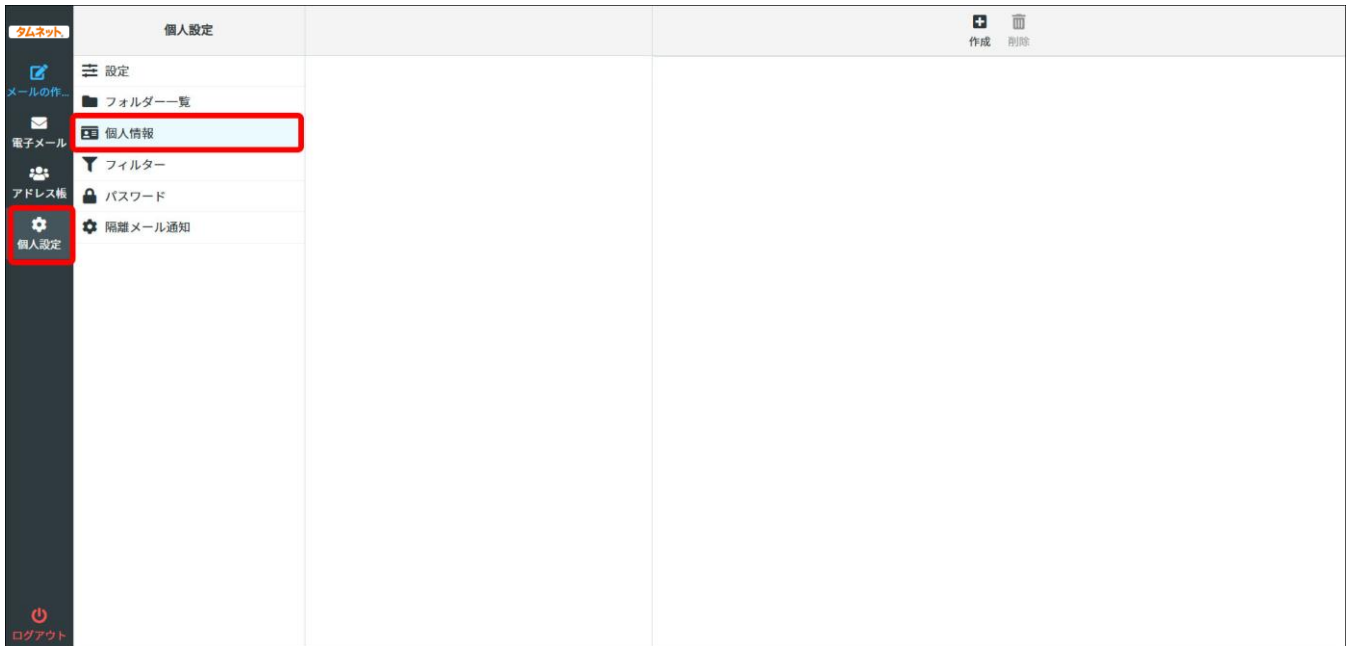 タムネット
メールの作...
電子メール
アドレス帳
個人設定
ログアウト
個人設定
設定
フォルダー一覧
個人情報
フィルター
パスワード
隔離メール通知
作成
削除